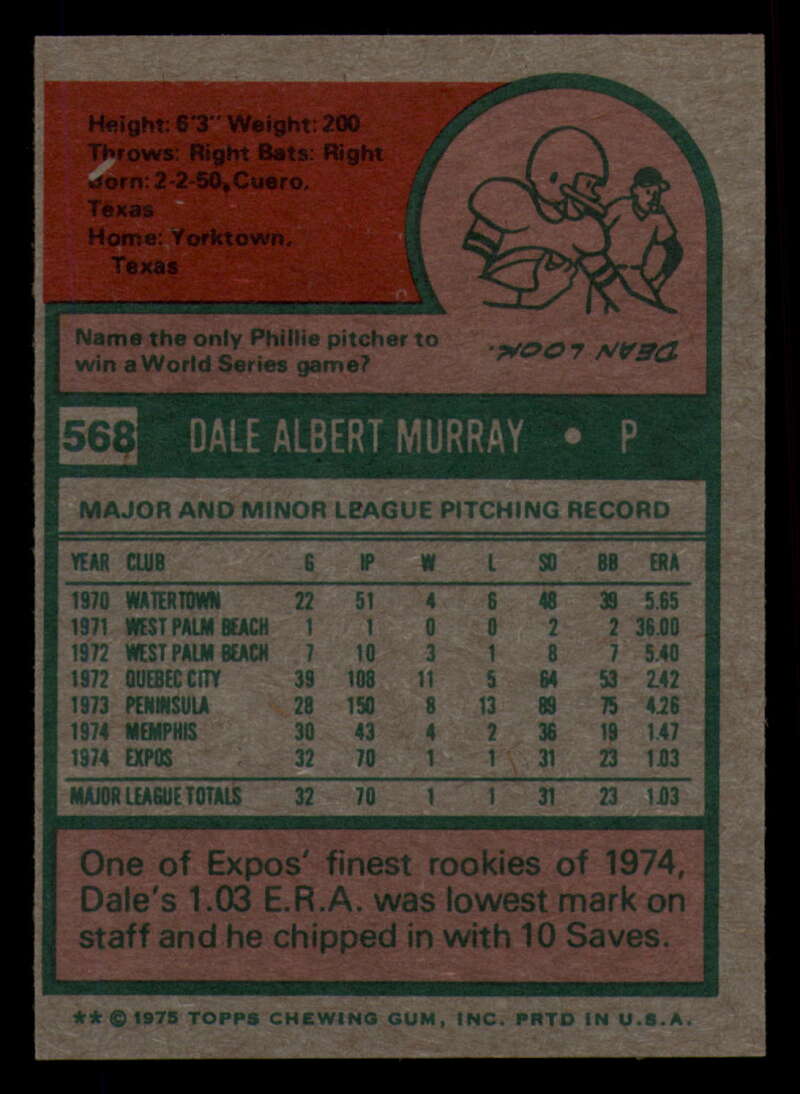 Height: 6'3" Weight: 200
Throws: Right Bats: Right
Born: 2-2-50, Cuero,
Texas
Home: Yorktown,
Texas
Name the only Phillie pitcher to
win a World Series game?
DEAN LOOK.
568 DALE ALBERT MURRAY • P
MAJOR AND MINOR LEAGUE PITCHING RECORD
YEAR CLUB G IP W L SO BB ERA
1970 WATERTOWN 22 51 4 6 48 39 5.65
1971 WEST PALM BEACH 1 1 0 0 2 2 36.00
1972 WEST PALM BEACH 7 10 3 1 8 7 5.40
1972 QUEBEC CITY 39 108 11 5 64 53 2.42
1973 PENINSULA 28 150 8 13 89 75 4.26
1974 MEMPHIS 30 43 4 2 36 19 1.47
1974 EXPOS 32 70 1 1 31 23 1.03
MAJOR LEAGUE TOTALS 32 70 1 1 31 23 1.03
One of Expos' finest rookies of 1974,
Dale's 1.03 E.R.A. was lowest mark on
staff and he chipped in with 10 Saves.
** © 1975 TOPPS CHEWING GUM, INC. PRTD IN U.S.A.